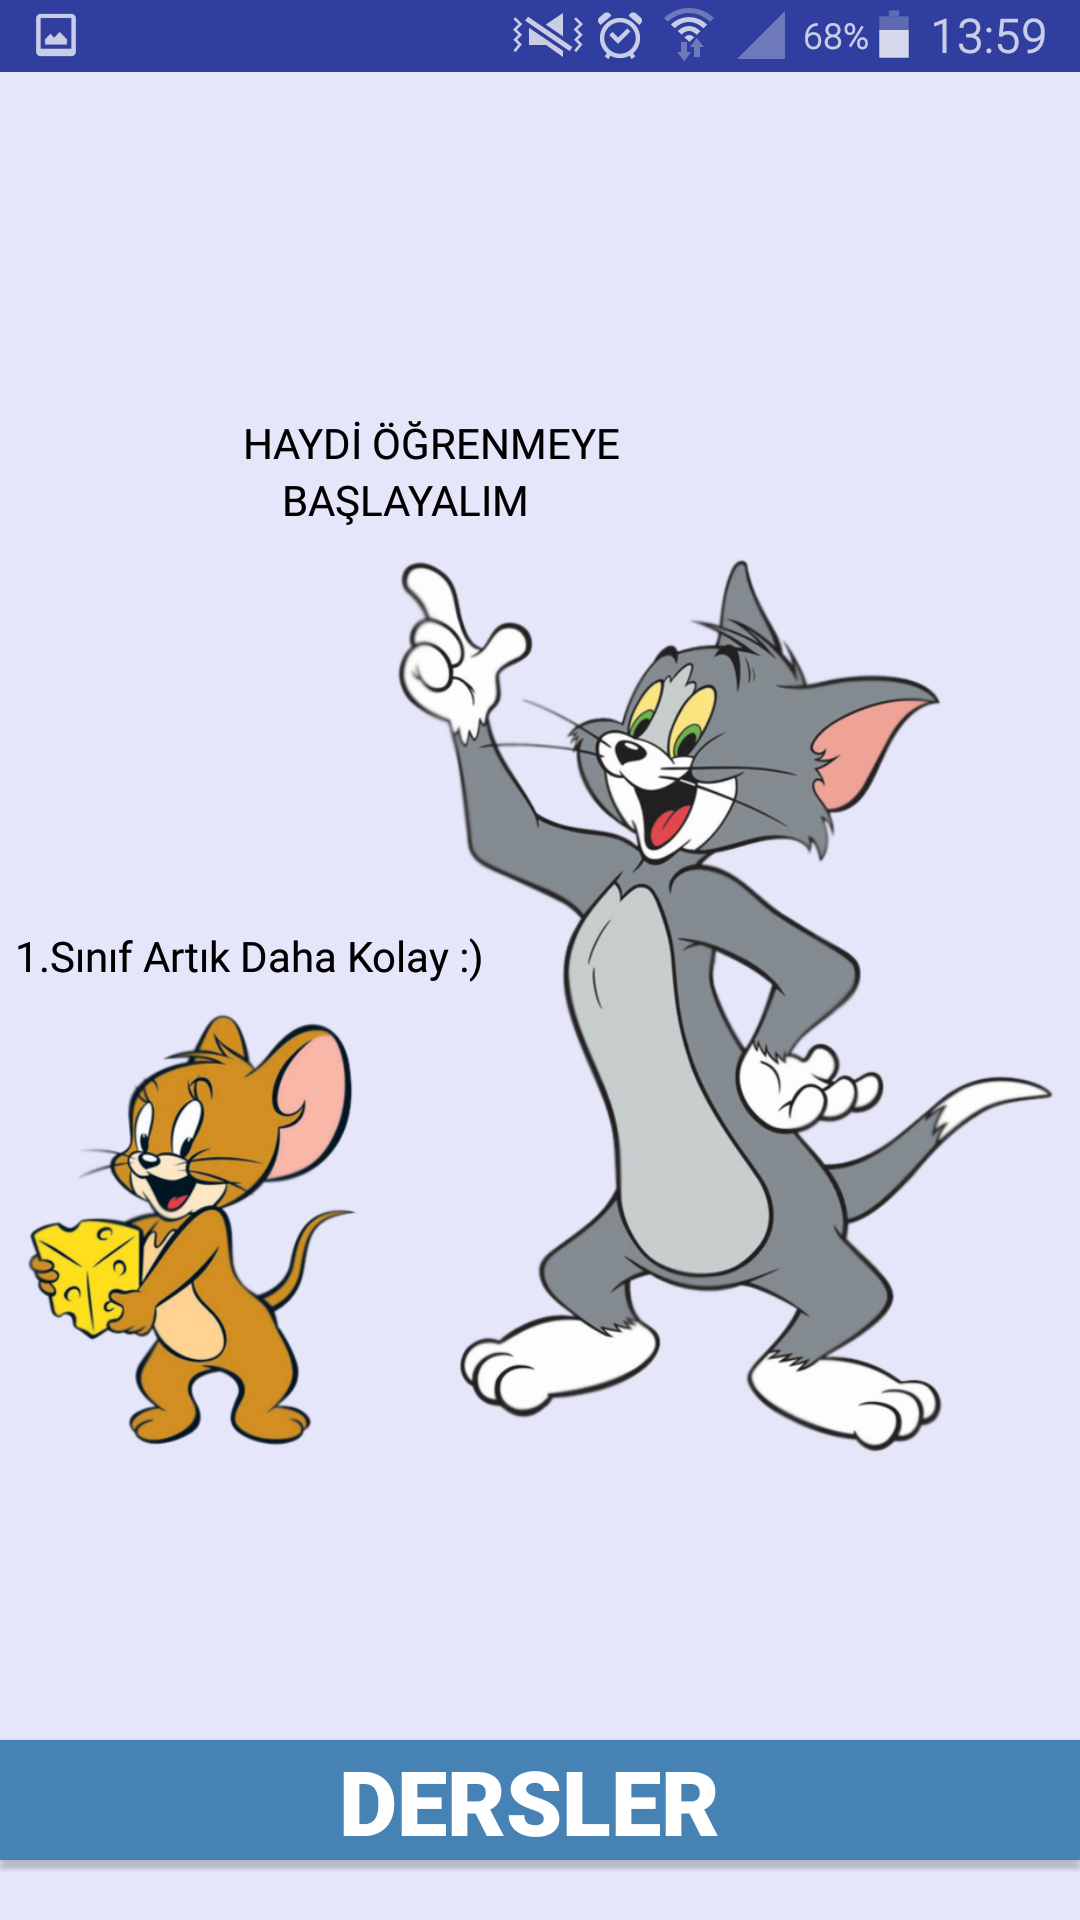 68% 13:59
HAYDİ ÖĞRENMEYE
BAŞLAYALIM
1.Sınıf Artık Daha Kolay :)
DERSLER